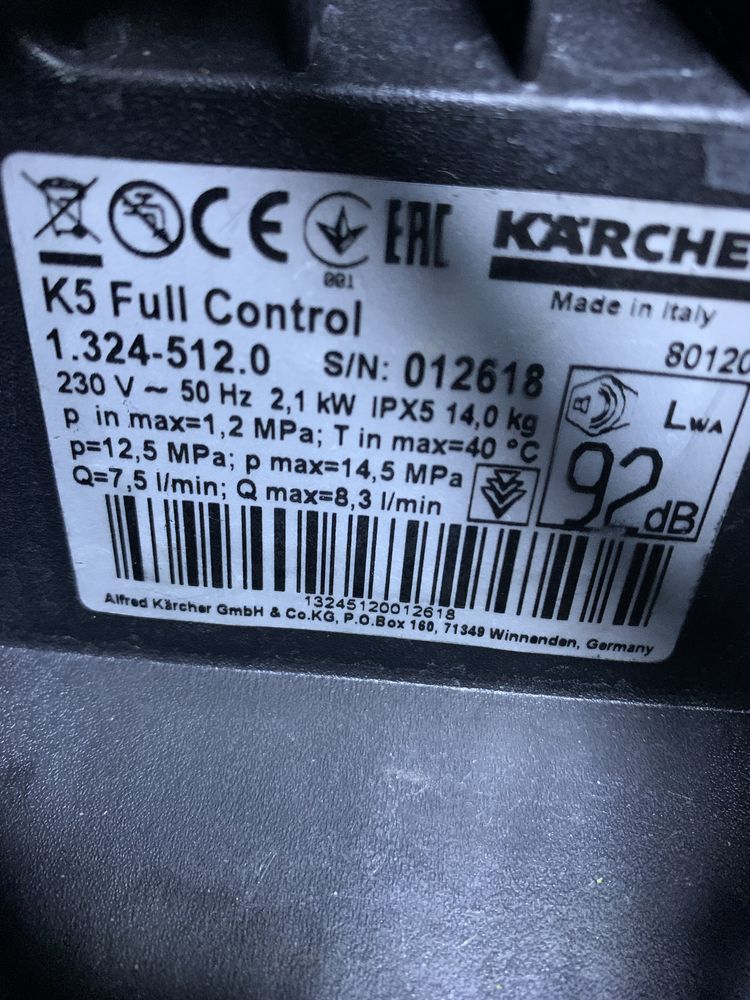 001
EAC
KÄRCHE
Made in Italy
K5 Full Control
1.324-512.0 S/N: 012618
80120
230 V ~ 50 Hz 2,1 kW IPX5 14,0 kg
p in max=1,2 MPa; T in max=40 °C
p=12,5 MPa; p max=14,5 MPa
Q=7,5 l/min; Q max=8,3 l/min
LWA
92 dB
13245120012618
Alfred Kärcher GmbH & Co.KG, P.O.Box 160, 71349 Winnenden, Germany